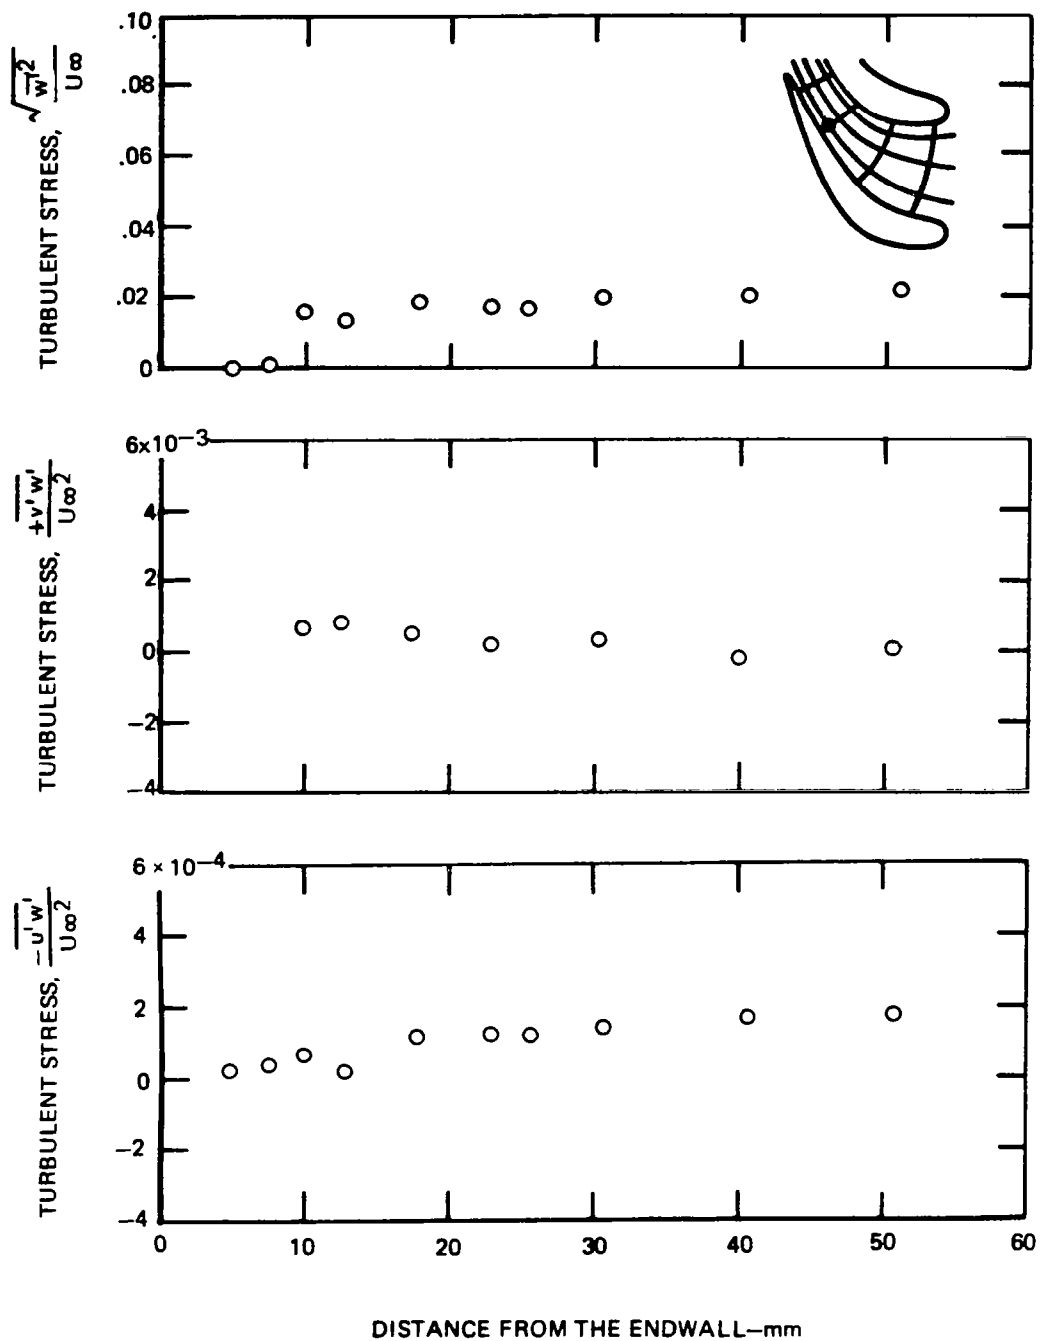 TURBULENT STRESS, √w'² / U∞
.10
.08
.06
.04
.02
0
TURBULENT STRESS, +v'w' / U∞2
6x10−3
4
2
0
−2
−4
TURBULENT STRESS, −u'w' / U∞2
6 × 10−4
4
2
0
−2
−4
0 10 20 30 40 50 60
DISTANCE FROM THE ENDWALL—mm